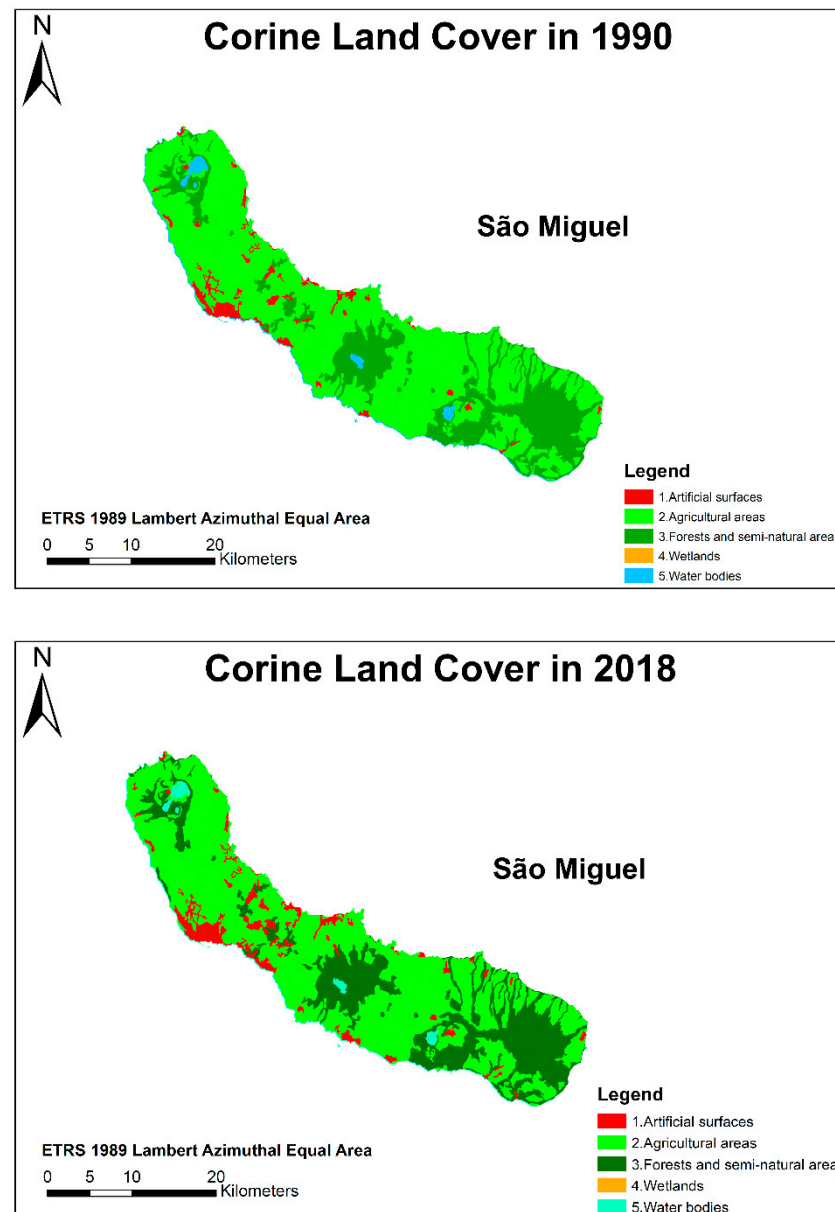 Corine Land Cover in 1990
N
São Miguel
Legend
1.Artificial surfaces
2.Agricultural areas
3.Forests and semi-natural area
4.Wetlands
5.Water bodies
ETRS 1989 Lambert Azimuthal Equal Area
0 5 10 20
Kilometers
Corine Land Cover in 2018
N
São Miguel
Legend
1.Artificial surfaces
2.Agricultural areas
3.Forests and semi-natural area
4.Wetlands
5.Water bodies
ETRS 1989 Lambert Azimuthal Equal Area
0 5 10 20
Kilometers